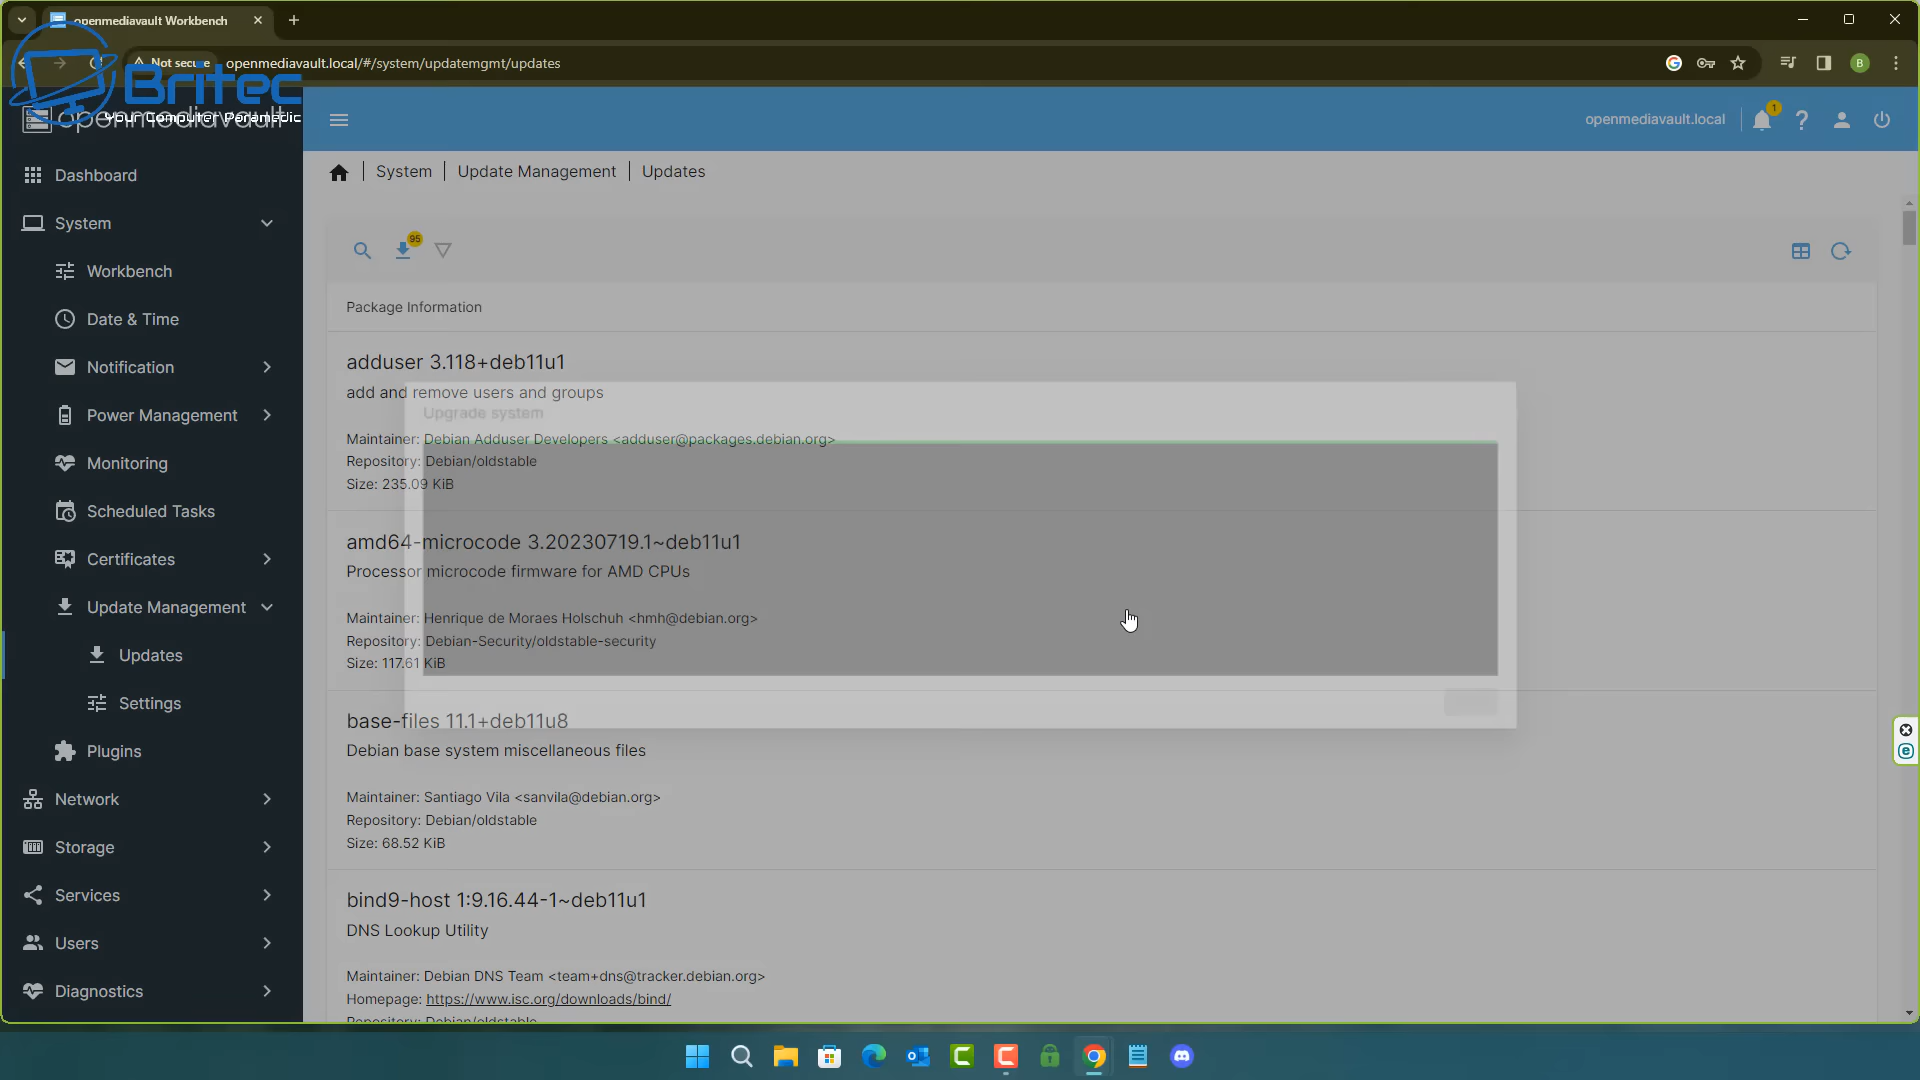 openmediavault Workbench
Not secure
openmediavault.local/#/system/updatemgmt/updates
B
Britec
Your Computer Paramedic
openmediavault
openmediavault.local
1
Dashboard
System
Workbench
Date & Time
Notification
Power Management
Monitoring
Scheduled Tasks
Certificates
Update Management
Updates
Settings
Plugins
Network
Storage
Services
Users
Diagnostics
System
Update Management
Updates
95
Package Information
adduser 3.118+deb11u1
add and remove users and groups
Upgrade system
Maintainer: Debian Adduser Developers <adduser@packages.debian.org>
Repository: Debian/oldstable
Size: 235.09 KiB
amd64-microcode 3.20230719.1~deb11u1
Processor microcode firmware for AMD CPUs
Maintainer: Henrique de Moraes Holschuh <hmh@debian.org>
Repository: Debian-Security/oldstable-security
Size: 117.61 KiB
base-files 11.1+deb11u8
Debian base system miscellaneous files
Maintainer: Santiago Vila <sanvila@debian.org>
Repository: Debian/oldstable
Size: 68.52 KiB
bind9-host 1:9.16.44-1~deb11u1
DNS Lookup Utility
Maintainer: Debian DNS Team <team+dns@tracker.debian.org>
Homepage: https://www.isc.org/downloads/bind/
Repository: Debian/oldstable